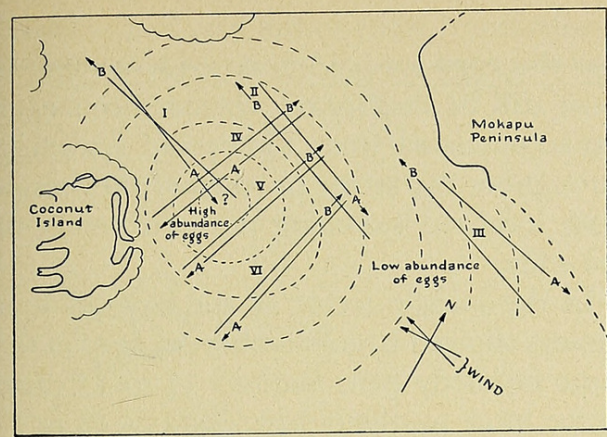 B
I
II
B
B
IV
A
A
B
V
?
High
abundance
of eggs
A
B
A
VI
A
Coconut
Island
Mokapu
Peninsula
B
III
A
Low abundance
of eggs
N
}WIND